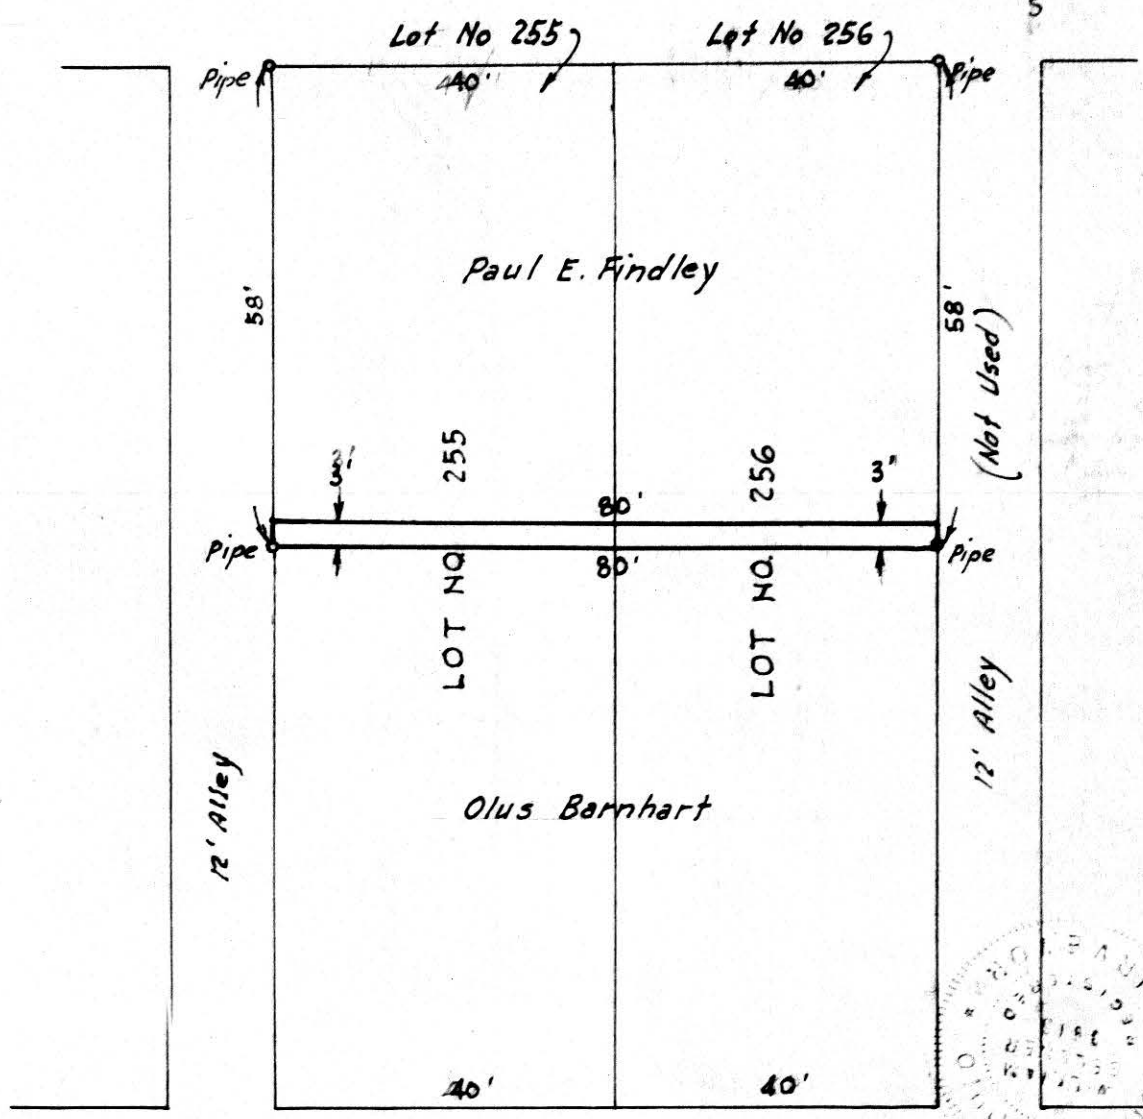 5
Lot No 255
Lot No 256
Pipe
40'
40'
Pipe
Paul E. Findley
58'
58'
(Not Used)
3'
255
256
3"
80'
Pipe
80'
Pipe
LOT NO.
LOT NO.
12' Alley
12' Alley
Olus Barnhart
40'
40'